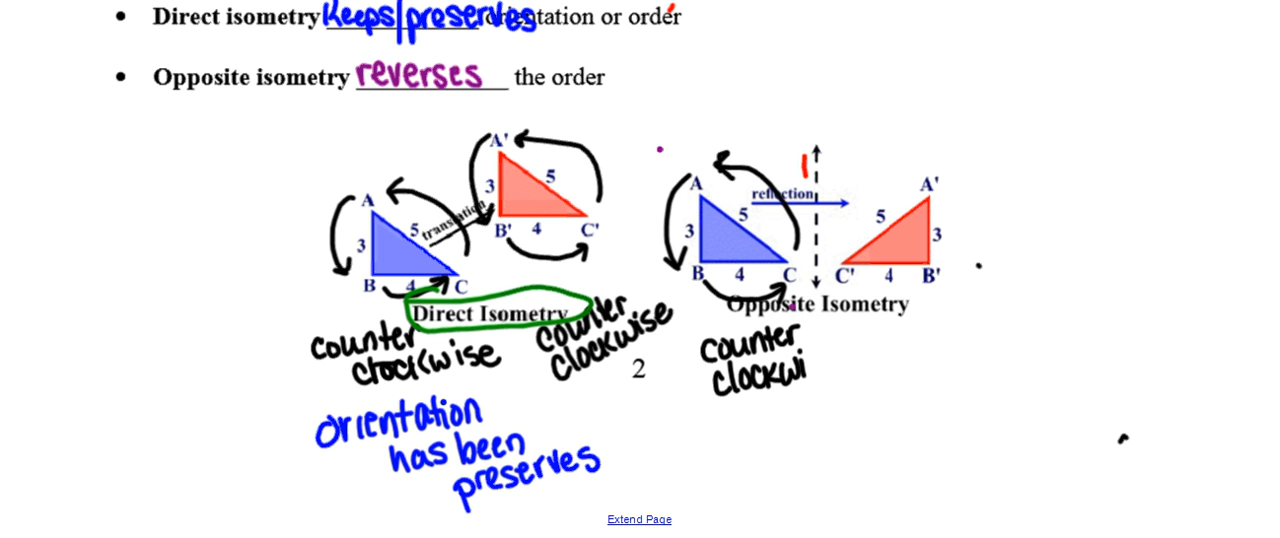 • Direct isometry keeps/preserves orientation or order
• Opposite isometry reverses the order
A'
5
3
A
translation
5
3
B' 4 C'
B 4 C
Direct Isometry
counter clockwise
counter clockwise
orientation has been preserves
A
reflection
A'
5
5
3
3
B 4 C
C' 4 B'
Opposite Isometry
counter clockwi
2
Extend Page